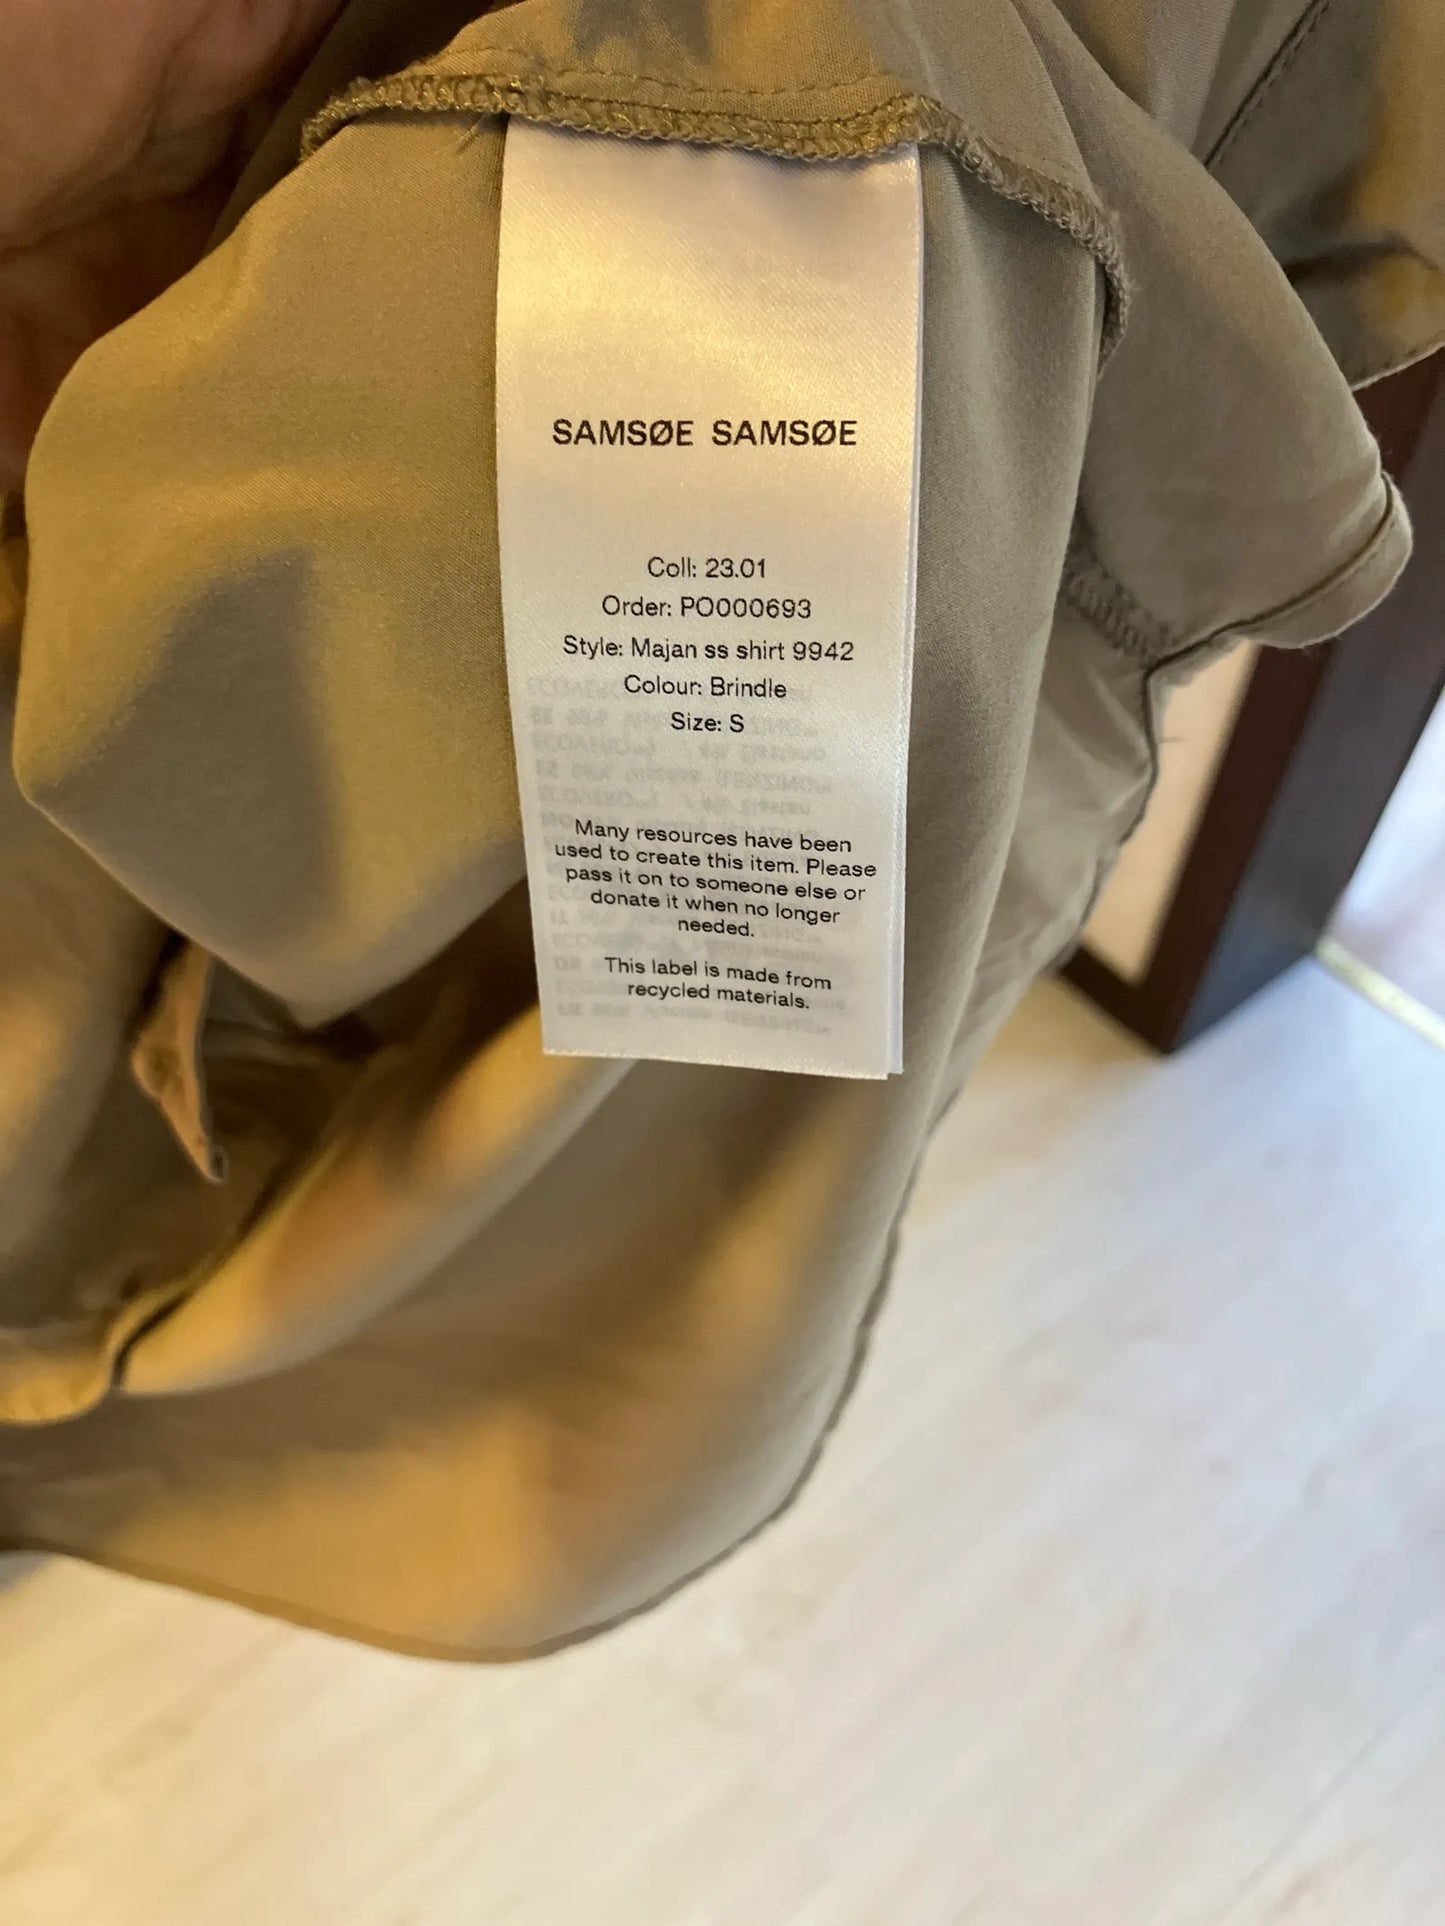 SAMSØE SAMSØE
Coll: 23.01
Order: PO000693
Style: Majan ss shirt 9942
Colour: Brindle
Size: S
Many resources have been
used to create this item. Please
pass it on to someone else or
donate it when no longer
needed.
This label is made from
recycled materials.